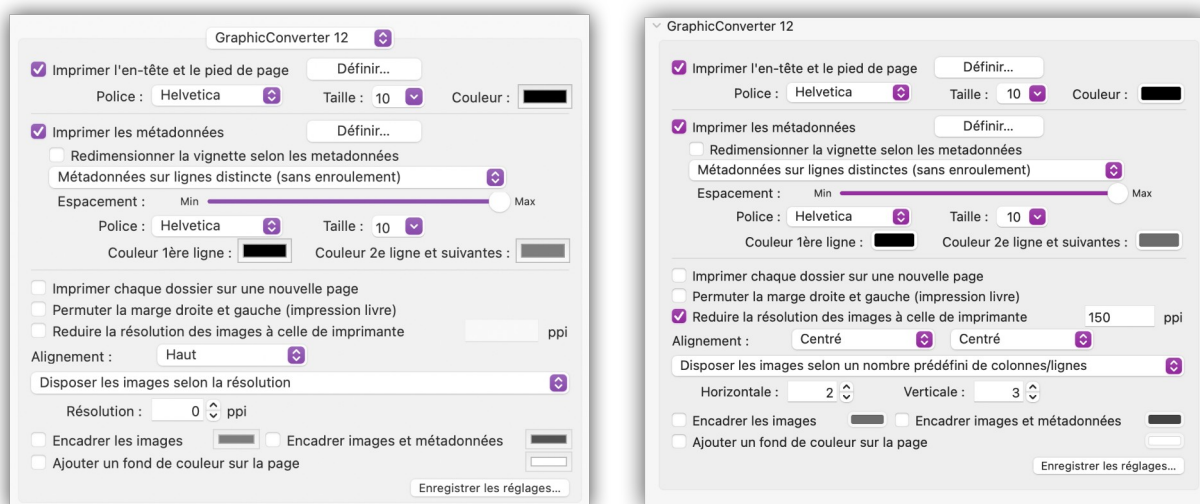 GraphicConverter 12
Imprimer l'en-tête et le pied de page Définir...
Police : Helvetica Taille : 10 Couleur :
Imprimer les métadonnées Définir...
Redimensionner la vignette selon les metadonnées
Métadonnées sur lignes distincte (sans enroulement)
Espacement : Min Max
Police : Helvetica Taille : 10
Couleur 1ère ligne : Couleur 2e ligne et suivantes :
Imprimer chaque dossier sur une nouvelle page
Permuter la marge droite et gauche (impression livre)
Reduire la résolution des images à celle de imprimante ppi
Alignement : Haut
Disposer les images selon la résolution
Résolution : 0 ppi
Encadrer les images Encadrer images et métadonnées
Ajouter un fond de couleur sur la page
Enregistrer les réglages...
GraphicConverter 12
Imprimer l'en-tête et le pied de page Définir...
Police : Helvetica Taille : 10 Couleur :
Imprimer les métadonnées Définir...
Redimensionner la vignette selon les metadonnées
Métadonnées sur lignes distinctes (sans enroulement)
Espacement : Min Max
Police : Helvetica Taille : 10
Couleur 1ère ligne : Couleur 2e ligne et suivantes :
Imprimer chaque dossier sur une nouvelle page
Permuter la marge droite et gauche (impression livre)
Reduire la résolution des images à celle de imprimante 150 ppi
Alignement : Centré Centré
Disposer les images selon un nombre prédéfini de colonnes/lignes
Horizontale : 2 Verticale : 3
Encadrer les images Encadrer images et métadonnées
Ajouter un fond de couleur sur la page
Enregistrer les réglages...